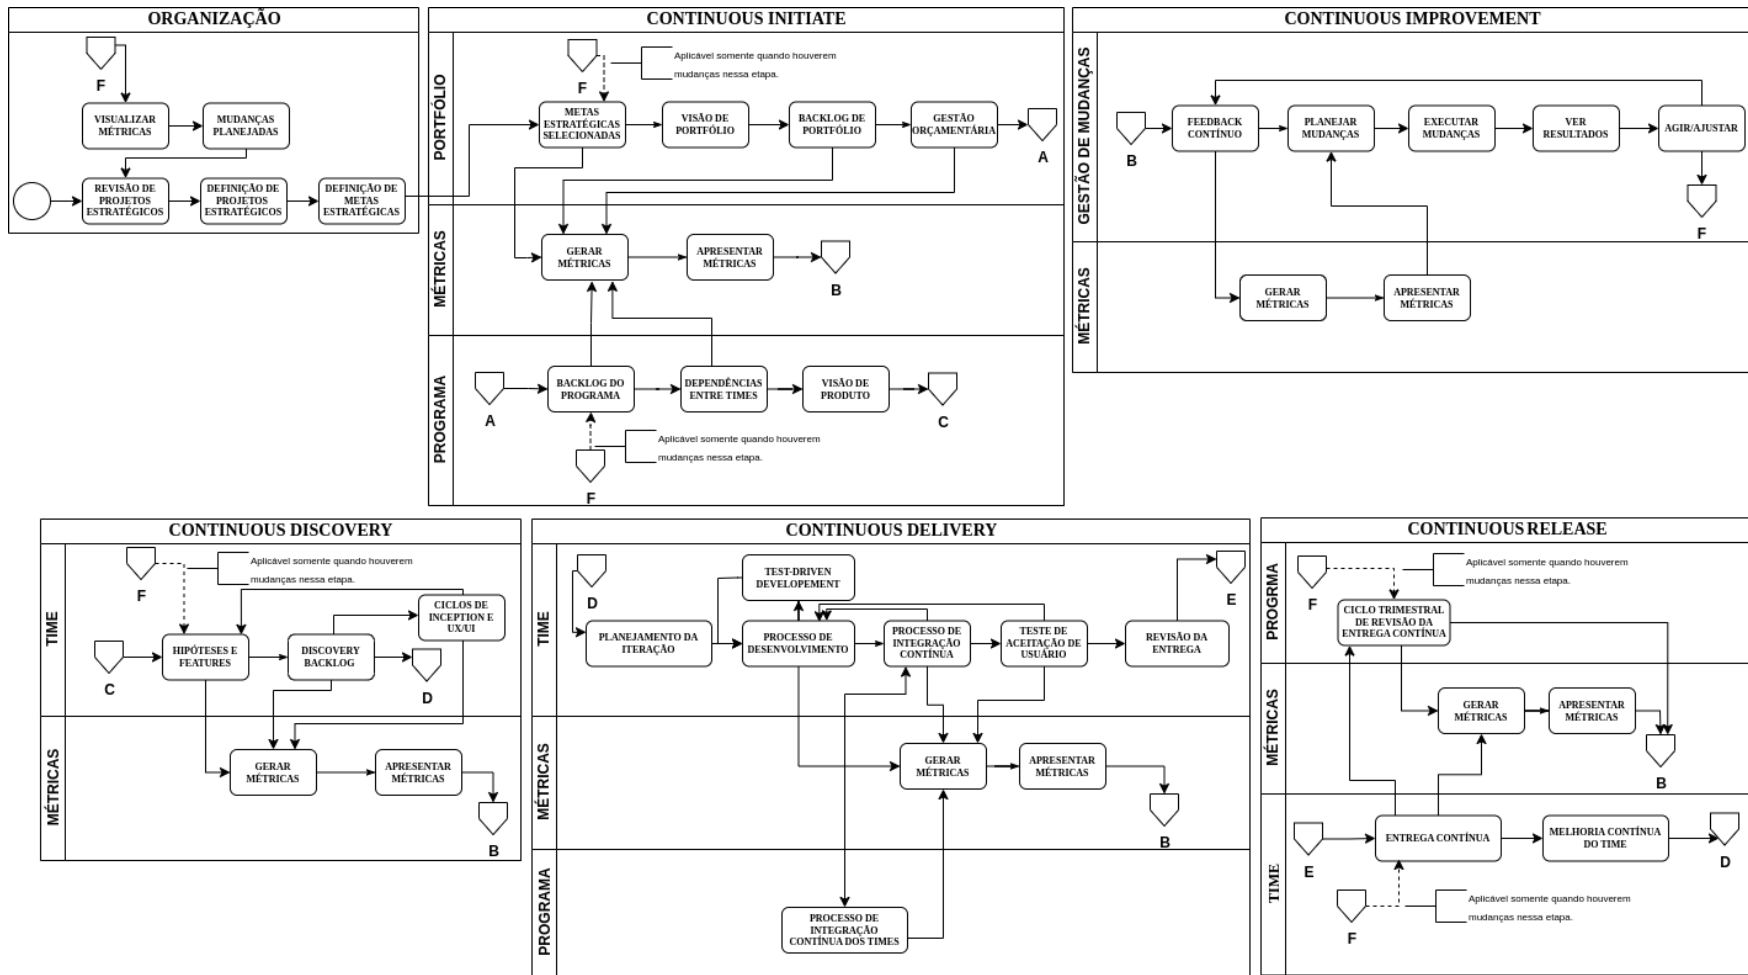 ORGANIZAÇÃO
F
VISUALIZAR
MÉTRICAS
MUDANÇAS
PLANEJADAS
REVISÃO DE
PROJETOS
ESTRATÉGICOS
DEFINIÇÃO DE
PROJETOS
ESTRATÉGICOS
DEFINIÇÃO DE
METAS
ESTRATÉGICAS
CONTINUOUS INITIATE
PORTFÓLIO
F
Aplicável somente quando houverem
mudanças nessa etapa.
METAS
ESTRATÉGICAS
SELECIONADAS
VISÃO DE
PORTFÓLIO
BACKLOG DE
PORTFÓLIO
GESTÃO
ORÇAMENTÁRIA
A
MÉTRICAS
GERAR
MÉTRICAS
APRESENTAR
MÉTRICAS
B
PROGRAMA
A
BACKLOG DO
PROGRAMA
DEPENDÊNCIAS
ENTRE TIMES
VISÃO DE
PRODUTO
C
Aplicável somente quando houverem
mudanças nessa etapa.
F
CONTINUOUS IMPROVEMENT
GESTÃO DE MUDANÇAS
B
FEEDBACK
CONTÍNUO
PLANEJAR
MUDANÇAS
EXECUTAR
MUDANÇAS
VER
RESULTADOS
AGIR/AJUSTAR
F
MÉTRICAS
GERAR
MÉTRICAS
APRESENTAR
MÉTRICAS
CONTINUOUS DISCOVERY
TIME
F
Aplicável somente quando houverem
mudanças nessa etapa.
CICLOS DE
INCEPTION E
UX/UI
C
HIPÓTESES E
FEATURES
DISCOVERY
BACKLOG
D
MÉTRICAS
GERAR
MÉTRICAS
APRESENTAR
MÉTRICAS
B
CONTINUOUS DELIVERY
TIME
D
TEST-DRIVEN
DEVELOPEMENT
E
PLANEJAMENTO DA
ITERAÇÃO
PROCESSO DE
DESENVOLVIMENTO
PROCESSO DE
INTEGRAÇÃO
CONTÍNUA
TESTE DE
ACEITAÇÃO DE
USUÁRIO
REVISÃO DA
ENTREGA
MÉTRICAS
GERAR
MÉTRICAS
APRESENTAR
MÉTRICAS
B
PROGRAMA
PROCESSO DE
INTEGRAÇÃO
CONTÍNUA DOS TIMES
CONTINUOUS RELEASE
PROGRMA
F
Aplicável somente quando houverem
mudanças nessa etapa.
CICLO TRIMESTRAL
DE REVISÃO DA
ENTREGA CONTÍNUA
MÉTRICAS
GERAR
MÉTRICAS
APRESENTAR
MÉTRICAS
B
TIME
E
ENTREGA CONTÍNUA
MELHORIA CONTÍNUA
DO TIME
D
F
Aplicável somente quando houverem
mudanças nessa etapa.